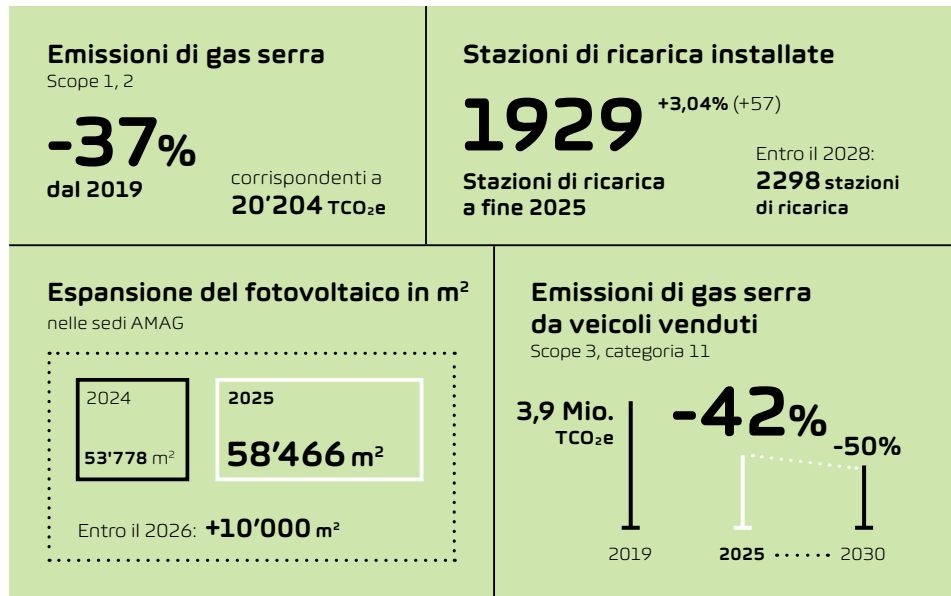 Emissioni di gas serra
Scope 1, 2
-37%
dal 2019
corrispondenti a
20’204 TCO₂e
Stazioni di ricarica installate
1929
+3,04% (+57)
Stazioni di ricarica
a fine 2025
Entro il 2028:
2298 stazioni
di ricarica
Espansione del fotovoltaico in m²
nelle sedi AMAG
2024
53'778 m²
2025
58’466 m²
Entro il 2026: +10’000 m²
Emissioni di gas serra
da veicoli venduti
Scope 3, categoria 11
3,9 Mio.
TCO₂e
-42%
-50%
2019
2025
2030